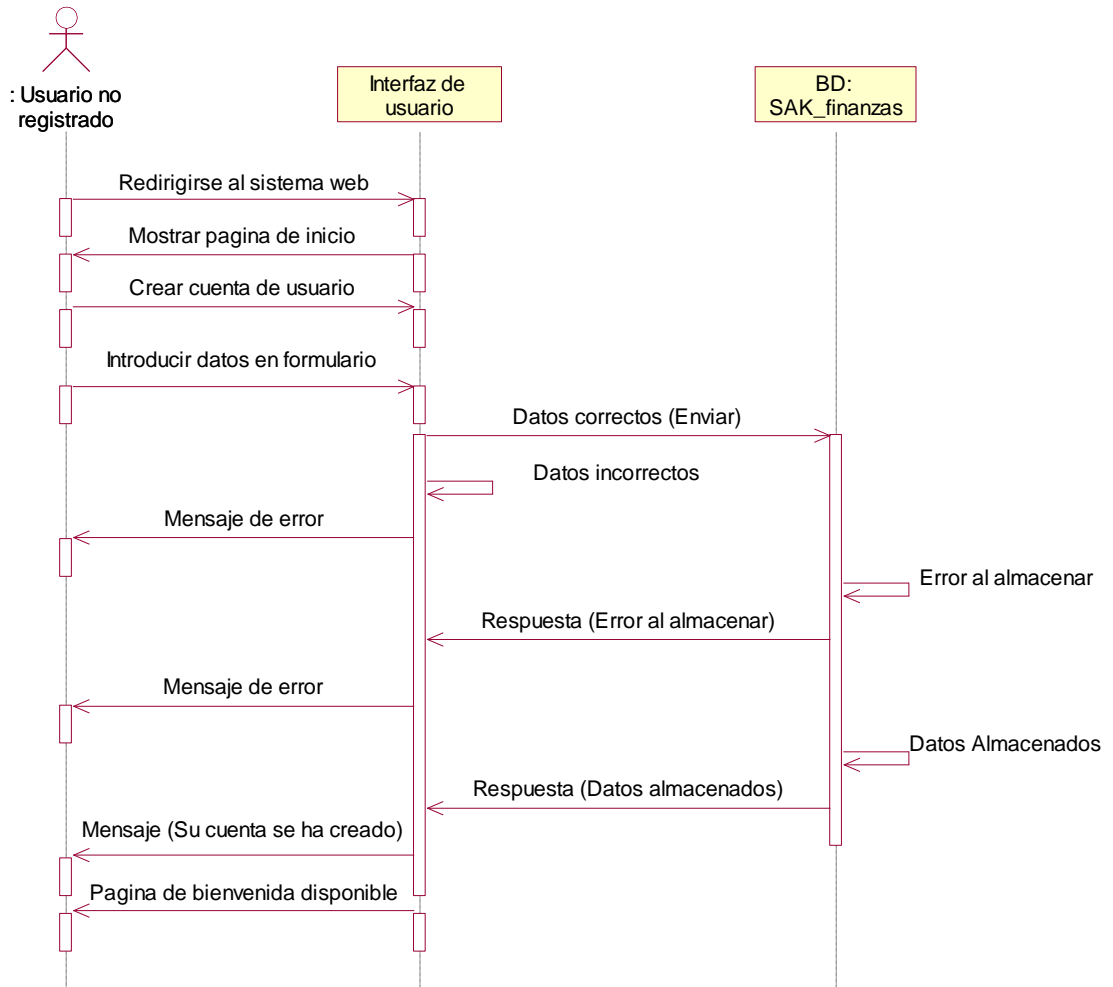 : Usuario no
registrado
Interfaz de
usuario
BD:
SAK_finanzas
Redirigirse al sistema web
Mostrar pagina de inicio
Crear cuenta de usuario
Introducir datos en formulario
Datos correctos (Enviar)
Datos incorrectos
Mensaje de error
Error al almacenar
Respuesta (Error al almacenar)
Mensaje de error
Datos Almacenados
Respuesta (Datos almacenados)
Mensaje (Su cuenta se ha creado)
Pagina de bienvenida disponible